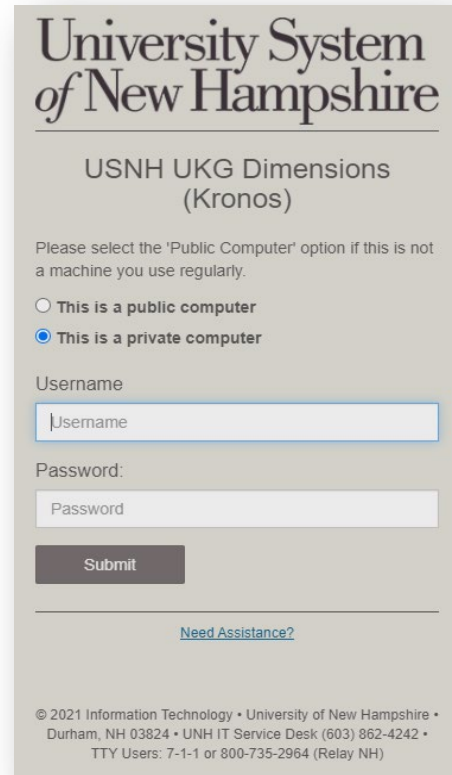 University System
of New Hampshire
USNH UKG Dimensions
(Kronos)
Please select the 'Public Computer' option if this is not
a machine you use regularly.
This is a public computer
This is a private computer
Username
Username
Password:
Password
Submit
Need Assistance?
© 2021 Information Technology • University of New Hampshire •
Durham, NH 03824 • UNH IT Service Desk (603) 862-4242 •
TTY Users: 7-1-1 or 800-735-2964 (Relay NH)